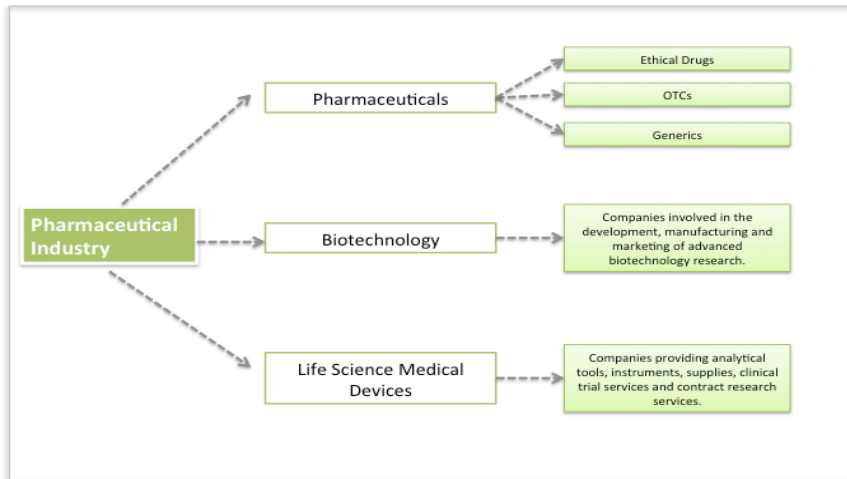 Ethical Drugs
Pharmaceuticals
OTCs
Generics
Pharmaceutical
Industry
Biotechnology
Companies involved in the
development, manufacturing and
marketing of advanced
biotechnology research.
Life Science Medical
Devices
Companies providing analytical
tools, instruments, supplies, clinical
trial services and contract research
services.